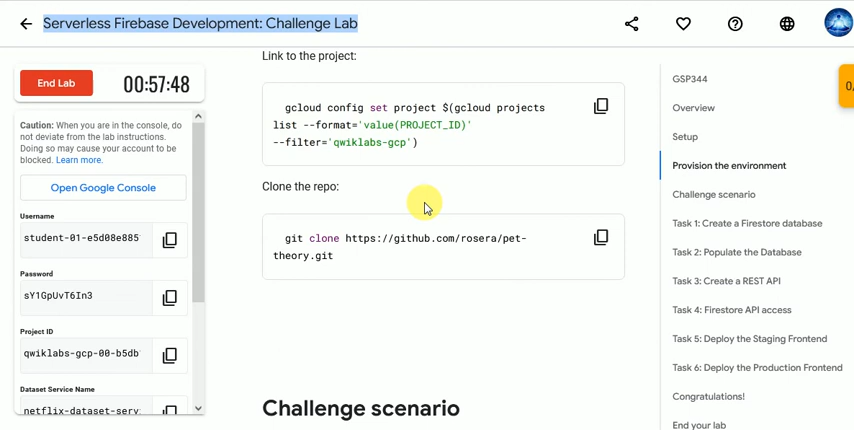 Serverless Firebase Development: Challenge Lab
End Lab
00:57:48
Caution: When you are in the console, do
not deviate from the lab instructions.
Doing so may cause your account to be
blocked. Learn more.
Open Google Console
Username
student-01-e5d08e885
Password
sY1GpUvT6In3
Project ID
qwiklabs-gcp-00-b5db
Dataset Service Name
netflix-dataset-serv
Link to the project:
gcloud config set project $(gcloud projects
list --format='value(PROJECT_ID)'
--filter='qwiklabs-gcp')
Clone the repo:
git clone https://github.com/rosera/pet-
theory.git
Challenge scenario
GSP344
Overview
Setup
Provision the environment
Challenge scenario
Task 1: Create a Firestore database
Task 2: Populate the Database
Task 3: Create a REST API
Task 4: Firestore API access
Task 5: Deploy the Staging Frontend
Task 6: Deploy the Production Frontend
Congratulations!
End your lab
0/